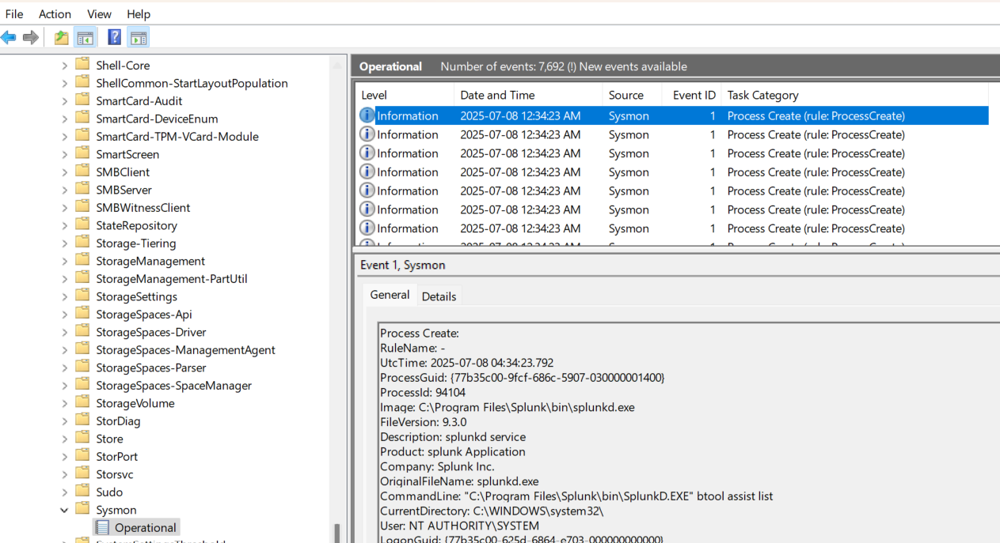 File Action View Help
Shell-Core
ShellCommon-StartLayoutPopulation
SmartCard-Audit
SmartCard-DeviceEnum
SmartCard-TPM-VCard-Module
SmartScreen
SMBClient
SMBServer
SMBWitnessClient
StateRepository
Storage-Tiering
StorageManagement
StorageManagement-PartUtil
StorageSettings
StorageSpaces-Api
StorageSpaces-Driver
StorageSpaces-ManagementAgent
StorageSpaces-Parser
StorageSpaces-SpaceManager
StorageVolume
StorDiag
Store
StorPort
Storsvc
Sudo
Sysmon
Operational
Operational Number of events: 7,692 (!) New events available
Level Date and Time Source Event ID Task Category
Information 2025-07-08 12:34:23 AM Sysmon 1 Process Create (rule: ProcessCreate)
Information 2025-07-08 12:34:23 AM Sysmon 1 Process Create (rule: ProcessCreate)
Information 2025-07-08 12:34:23 AM Sysmon 1 Process Create (rule: ProcessCreate)
Information 2025-07-08 12:34:23 AM Sysmon 1 Process Create (rule: ProcessCreate)
Information 2025-07-08 12:34:23 AM Sysmon 1 Process Create (rule: ProcessCreate)
Information 2025-07-08 12:34:23 AM Sysmon 1 Process Create (rule: ProcessCreate)
Information 2025-07-08 12:34:23 AM Sysmon 1 Process Create (rule: ProcessCreate)
Event 1, Sysmon
General Details
Process Create:
RuleName: -
UtcTime: 2025-07-08 04:34:23.792
ProcessGuid: {77b35c00-9fcf-686c-5907-030000001400}
ProcessId: 94104
Image: C:\Program Files\Splunk\bin\splunkd.exe
FileVersion: 9.3.0
Description: splunkd service
Product: splunk Application
Company: Splunk Inc.
OriginalFileName: splunkd.exe
CommandLine: "C:\Program Files\Splunk\bin\SplunkD.EXE" btool assist list
CurrentDirectory: C:\WINDOWS\system32\
User: NT AUTHORITY\SYSTEM
LogonGuid: {77b35c00-625d-6864-e703-000000000000}